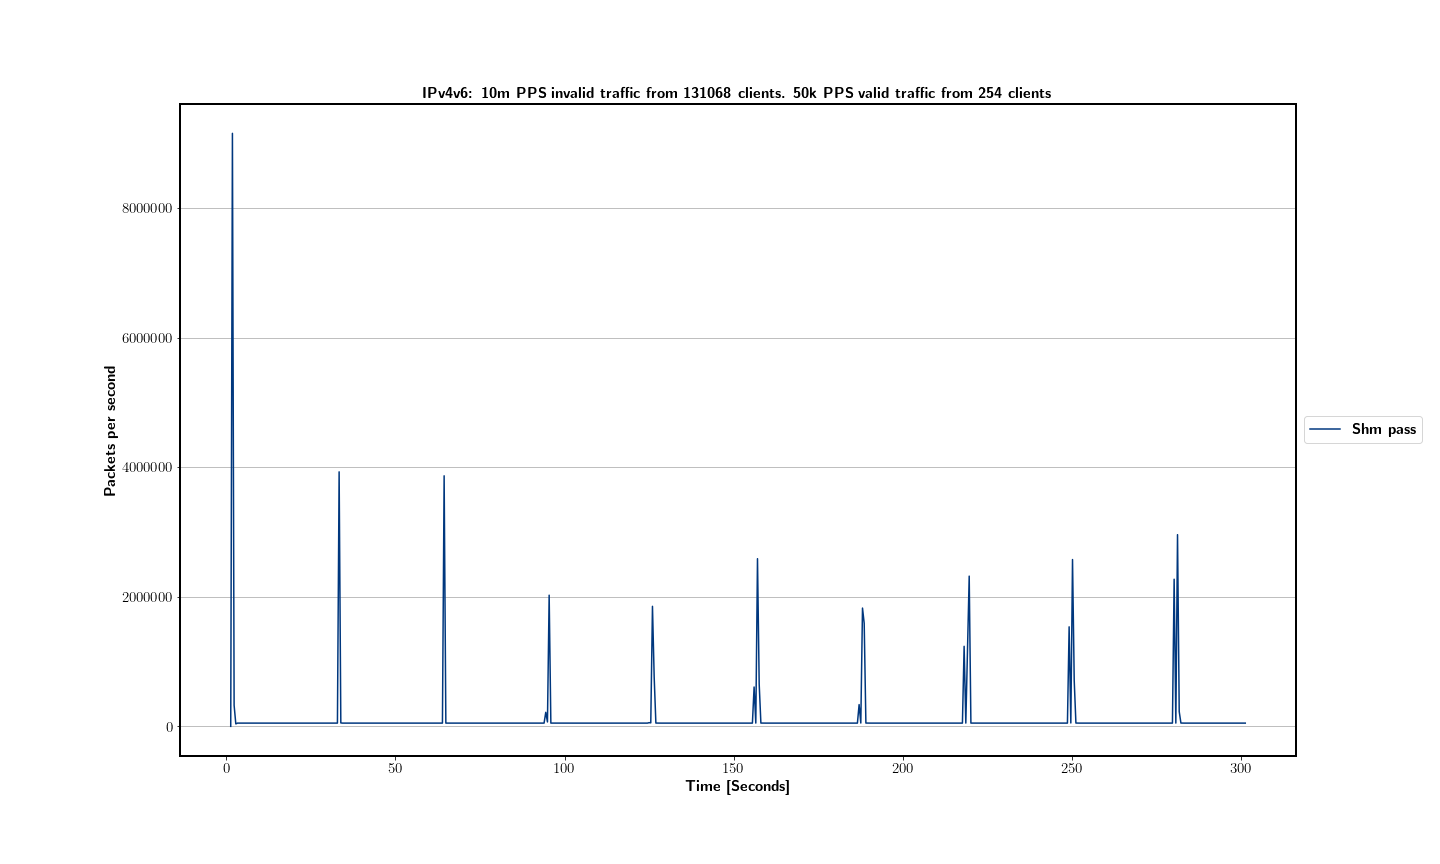 IPv4v6: 10m PPS invalid traffic from 131068 clients. 50k PPS valid traffic from 254 clients
8000000
6000000
4000000
2000000
0
Packets per second
Shm pass
0 50 100 150 200 250 300
Time [Seconds]